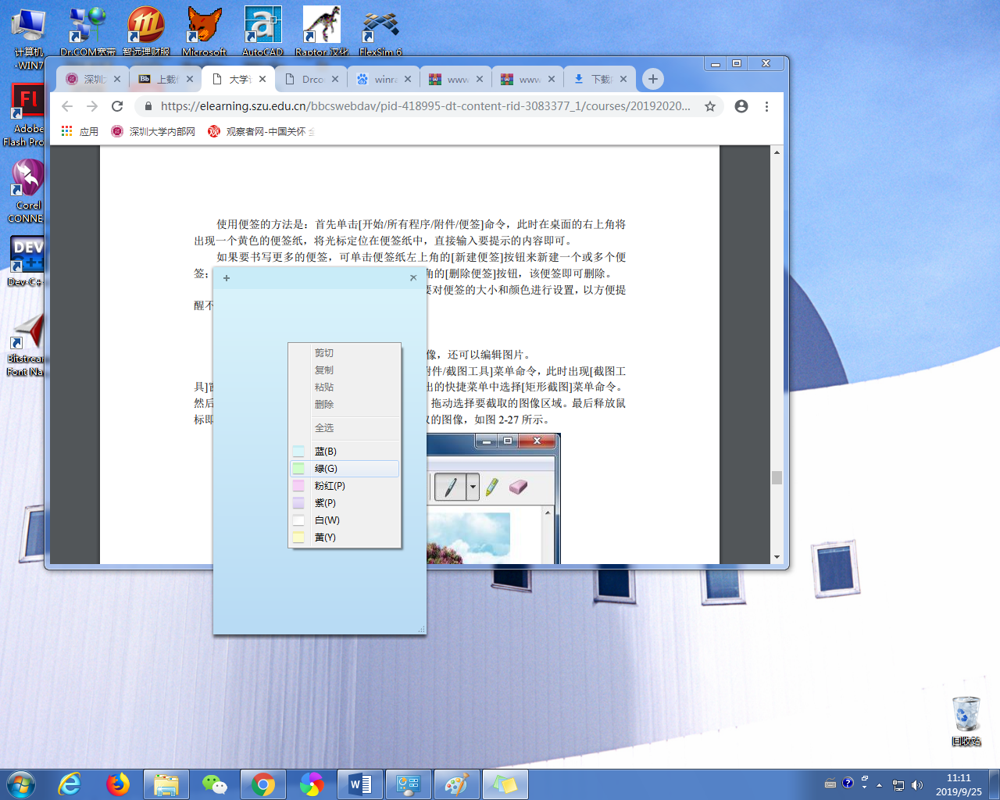 计算机
-WIN7
Dr.COM宽带
智远理财服
Microsoft
AutoCAD
Raptor 汉化
FlexSim 6
Adobe
Flash Pro
Corel
CONNE
Dev-C+
Bitstream
Font Na
回收站
深圳大
上载
大学计
Drco
winra
www
www
下载
https://elearning.szu.edu.cn/bbcswebdav/pid-418995-dt-content-rid-3083377_1/courses/20192020...
应用
深圳大学内部网
观察者网-中国关怀 全
使用便签的方法是：首先单击[开始/所有程序/附件/便签]命令，此时在桌面的右上角将
出现一个黄色的便签纸，将光标定位在便签纸中，直接输入要提示的内容即可。
如果要书写更多的便签，可单击便签纸左上角的[新建便签]按钮来新建一个或多个便
签；
角的[删除便签]按钮，该便签即可删除。
要对便签的大小和颜色进行设置，以方便提
醒不
像，还可以编辑图片。
附件/截图工具]菜单命令，此时出现[截图工
具]窗
出的快捷菜单中选择[矩形截图]菜单命令。
然后
拖动选择要截取的图像区域。最后释放鼠
标即
取的图像，如图 2-27 所示。
剪切
复制
粘贴
删除
全选
蓝(B)
绿(G)
粉红(P)
紫(P)
白(W)
黄(Y)
11:11
2019/9/25